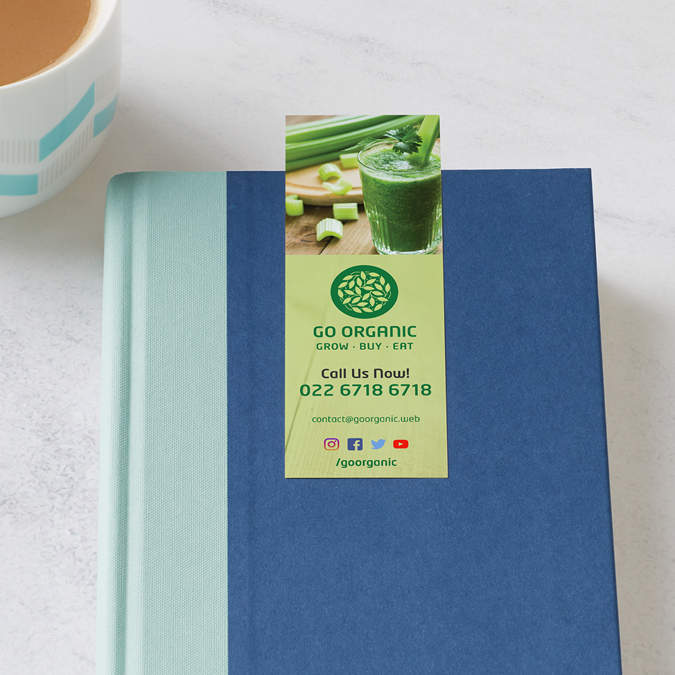 GO ORGANIC
GROW · BUY · EAT
Call Us Now!
022 6718 6718
contact@goorganic.web
/goorganic